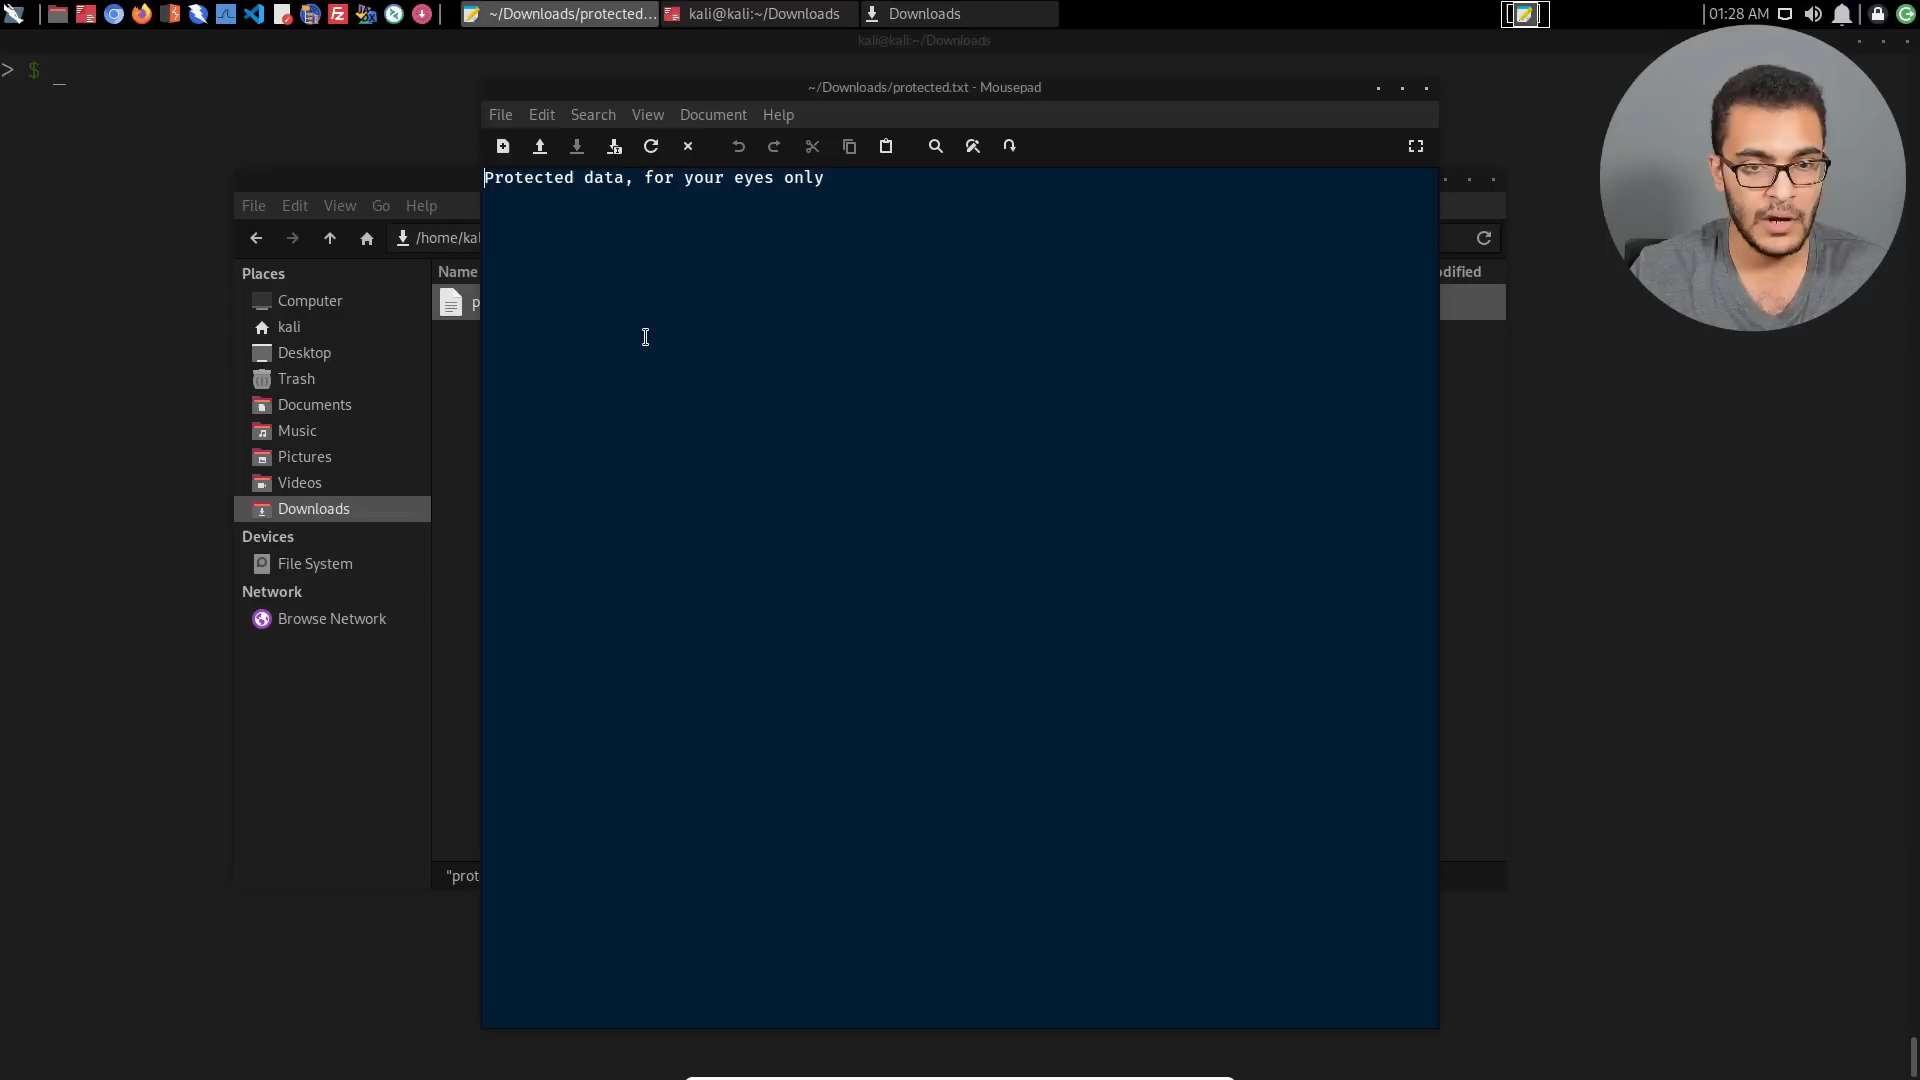 ~/Downloads/protected...
kali@kali:~/Downloads
Downloads
01:28 AM
kali@kali:~/Downloads
> $ _
~/Downloads/protected.txt - Mousepad
File Edit Search View Document Help
Protected data, for your eyes only
File Edit View Go Help
/home/kal
Places
Computer
kali
Desktop
Trash
Documents
Music
Pictures
Videos
Downloads
Devices
File System
Network
Browse Network
Name
odified
p
"prot